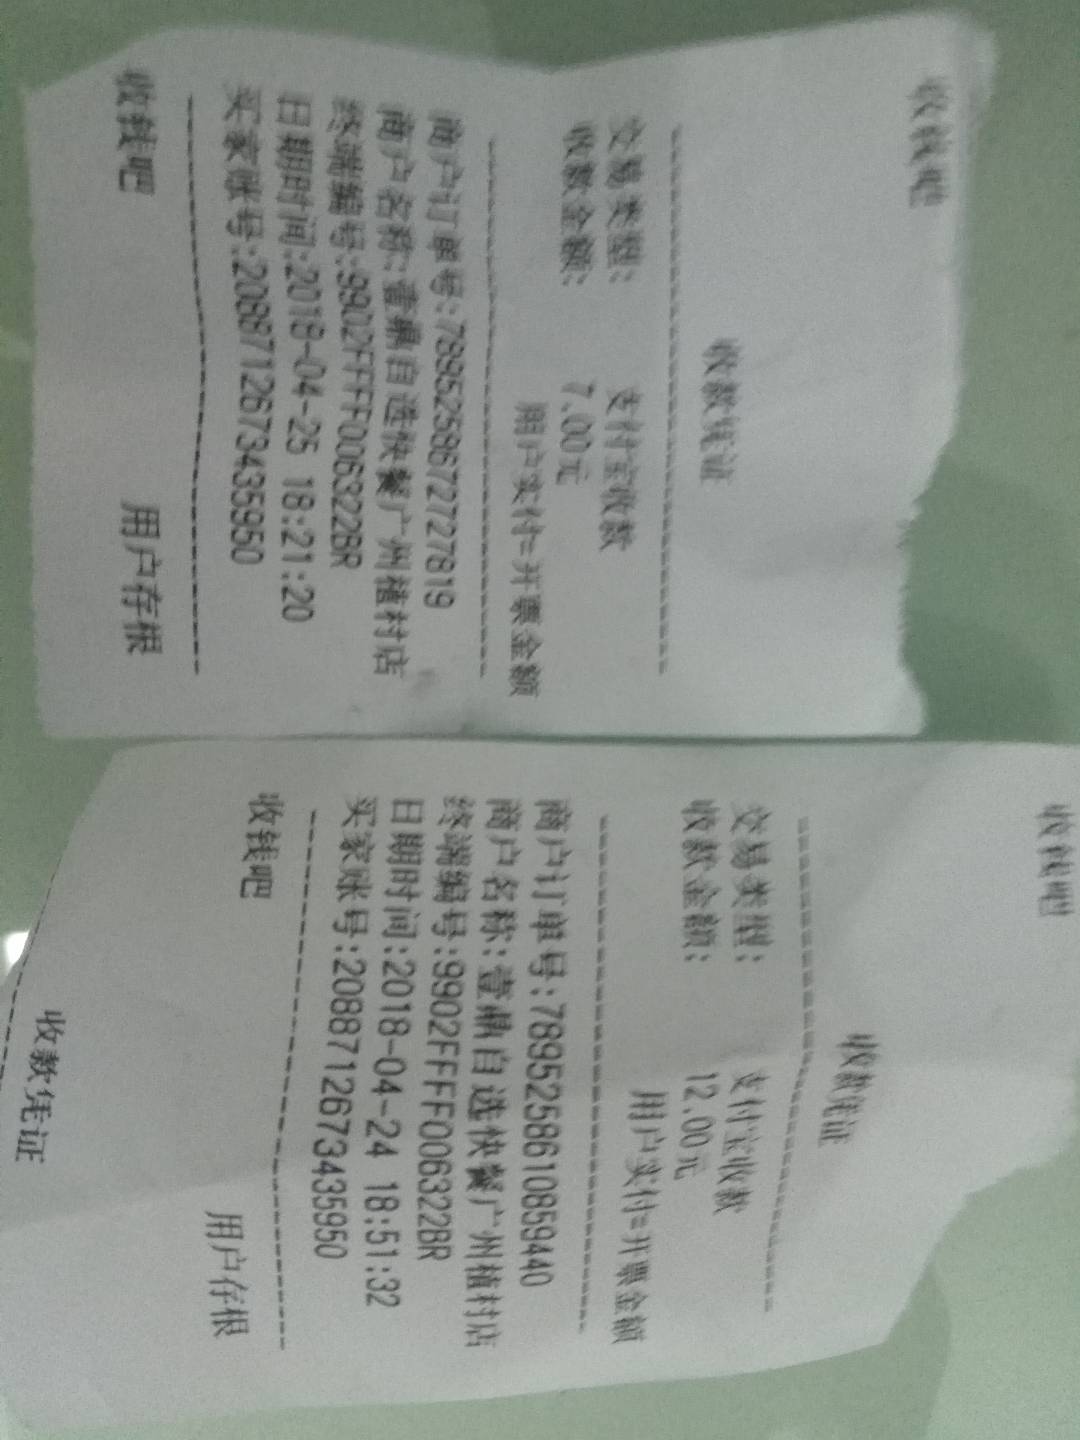 收钱吧
收款凭证
交易类型： 支付宝收款
收款金额： 7.00元
用户实付=开票金额
商户订单号:7895258672727819
商户名称:壹鼎自选快餐广州植村店
终端编号:9902FFF006322BR
日期时间:2018-04-25 18:21:20
买家账号:2088712673435950
收钱吧 用户存根
收钱吧
收款凭证
交易类型： 支付宝收款
收款金额： 12.00元
用户实付=开票金额
商户订单号:7895258610859440
商户名称:壹鼎自选快餐广州植村店
终端编号:9902FFF006322BR
日期时间:2018-04-24 18:51:32
买家账号:2088712673435950
收钱吧 用户存根
收款凭证